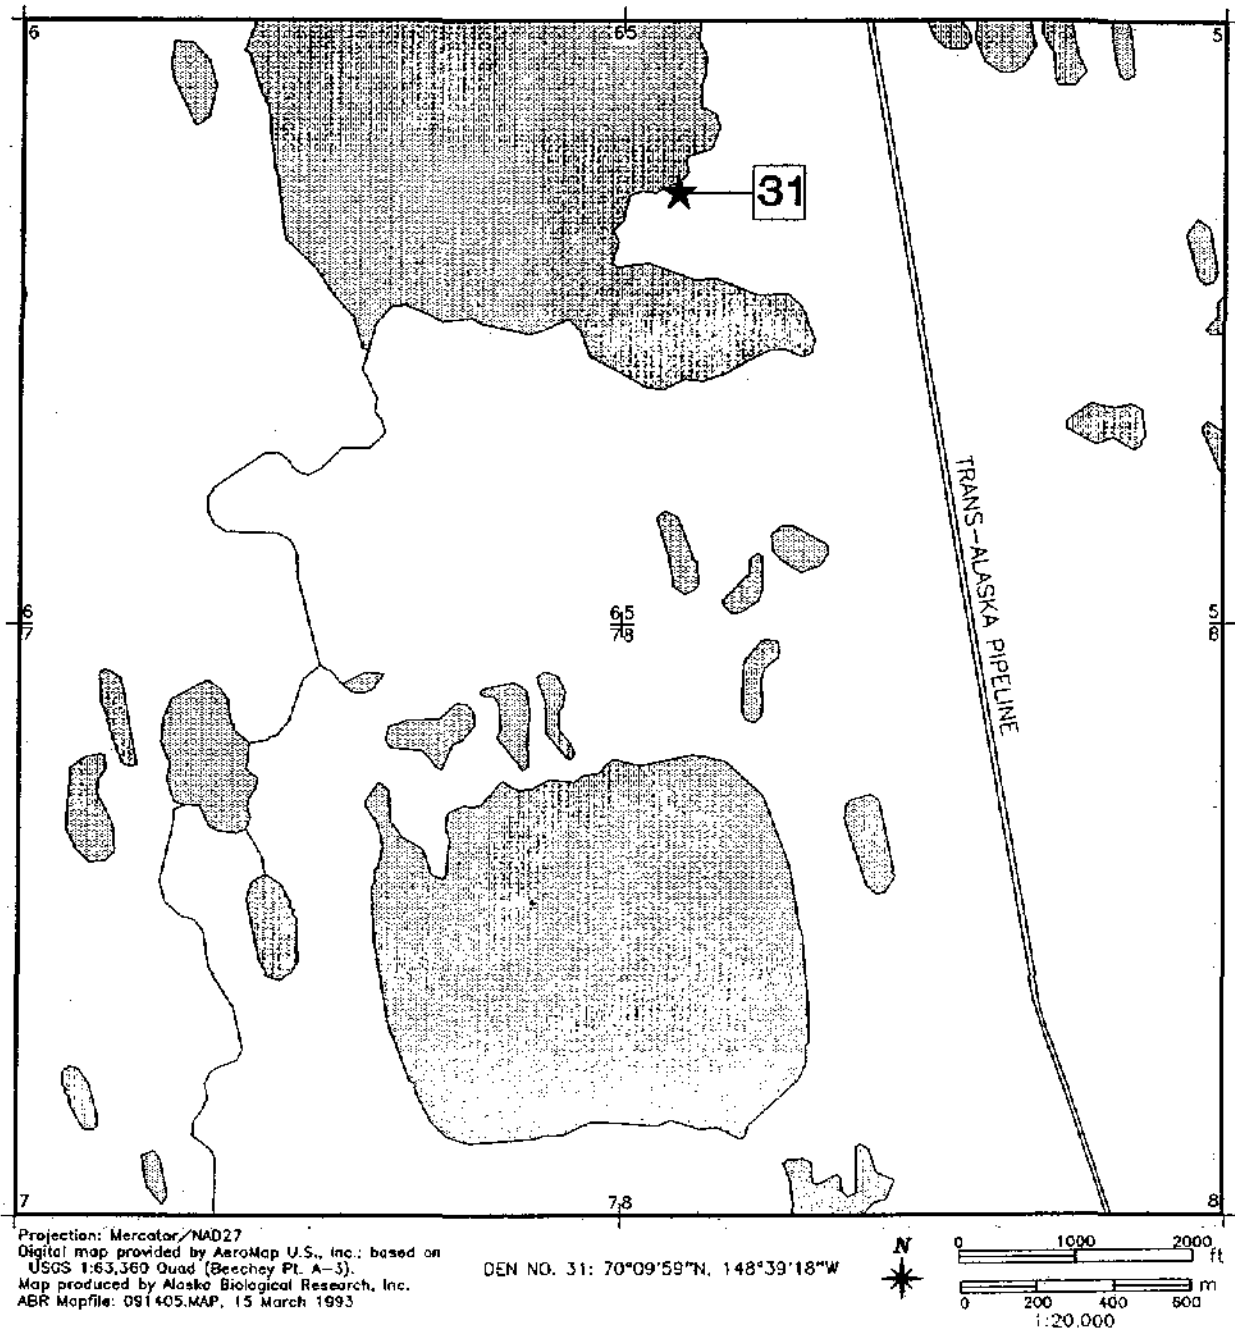 6
65
5
31
TRANS-ALASKA PIPELINE
6
7
65
78
5
8
7
78
8
Projection: Mercator/NAD27
Digital map provided by AeroMap U.S., Inc.; based on
USGS 1:63,360 Quad (Beechey Pt. A-3).
Map produced by Alaska Biological Research, Inc.
ABR Mapfile: 091405.MAP, 15 March 1993
DEN NO. 31: 70°09'59"N, 148°39'18"W
N
0 1000 2000 ft
0 200 400 600 m
1:20,000